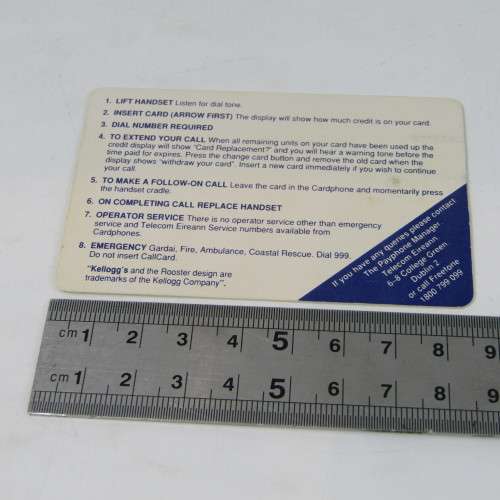 1. LIFT HANDSET Listen for dial tone.
2. INSERT CARD (ARROW FIRST) The display will show how much credit is on your card.
3. DIAL NUMBER REQUIRED
4. TO EXTEND YOUR CALL When all remaining units on your card have been used up the
credit display will show "Card Replacement?" and you will hear a warning tone before the
time paid for expires. Press the change card button and remove the old card when the
display shows "withdraw your card". Insert a new card immediately if you wish to continue
your call.
5. TO MAKE A FOLLOW-ON CALL Leave the card in the Cardphone and momentarily press
the handset cradle.
6. ON COMPLETING CALL REPLACE HANDSET
7. OPERATOR SERVICE There is no operator service other than emergency
service and Telecom Eireann Service numbers available from
Cardphones.
8. EMERGENCY Gardai, Fire, Ambulance, Coastal Rescue. Dial 999.
Do not insert CallCard.
"Kellogg's and the Rooster design are
trademarks of the Kellogg Company".
If you have any queries please contact
The Payphone Manager
Telecom Eireann
6-8 College Green
Dublin 2
or call Freefone
1800 799 099
cm 1 2 3 4 5 6 7 8 9
cm 1 2 3 4 5 6 7 8 9